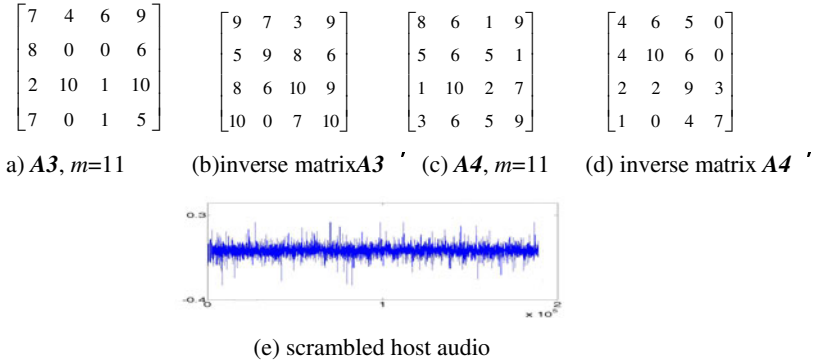 7 4 6 9
8 0 0 6
2 10 1 10
7 0 1 5
9 7 3 9
5 9 8 6
8 6 10 9
10 0 7 10
8 6 1 9
5 6 5 1
1 10 2 7
3 6 5 9
4 6 5 0
4 10 6 0
2 2 9 3
1 0 4 7
a) A3, m=11
(b)inverse matrixA3 ′
(c) A4, m=11
(d) inverse matrix A4 ′
0.3
-0.4
0 1 2
(e) scrambled host audio